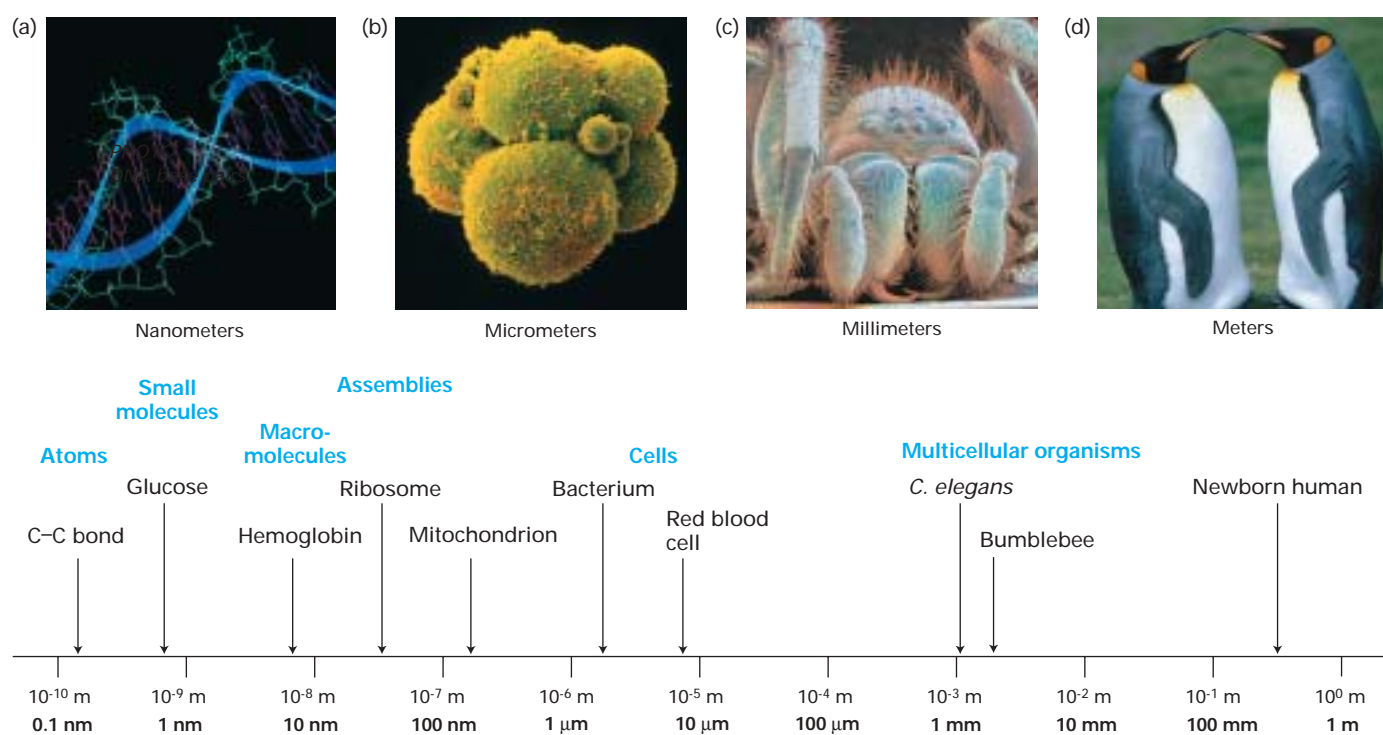 (a)
(b)
(c)
(d)
Nanometers
Micrometers
Millimeters
Meters
Small
molecules
Assemblies
Macro-
molecules
Atoms
Cells
Multicellular organisms
Glucose
Ribosome
Bacterium
C. elegans
Newborn human
C–C bond
Hemoglobin
Mitochondrion
Red blood
cell
Bumblebee
10⁻¹⁰ m
10⁻⁹ m
10⁻⁸ m
10⁻⁷ m
10⁻⁶ m
10⁻⁵ m
10⁻⁴ m
10⁻³ m
10⁻² m
10⁻¹ m
10⁰ m
0.1 nm
1 nm
10 nm
100 nm
1 μm
10 μm
100 μm
1 mm
10 mm
100 mm
1 m